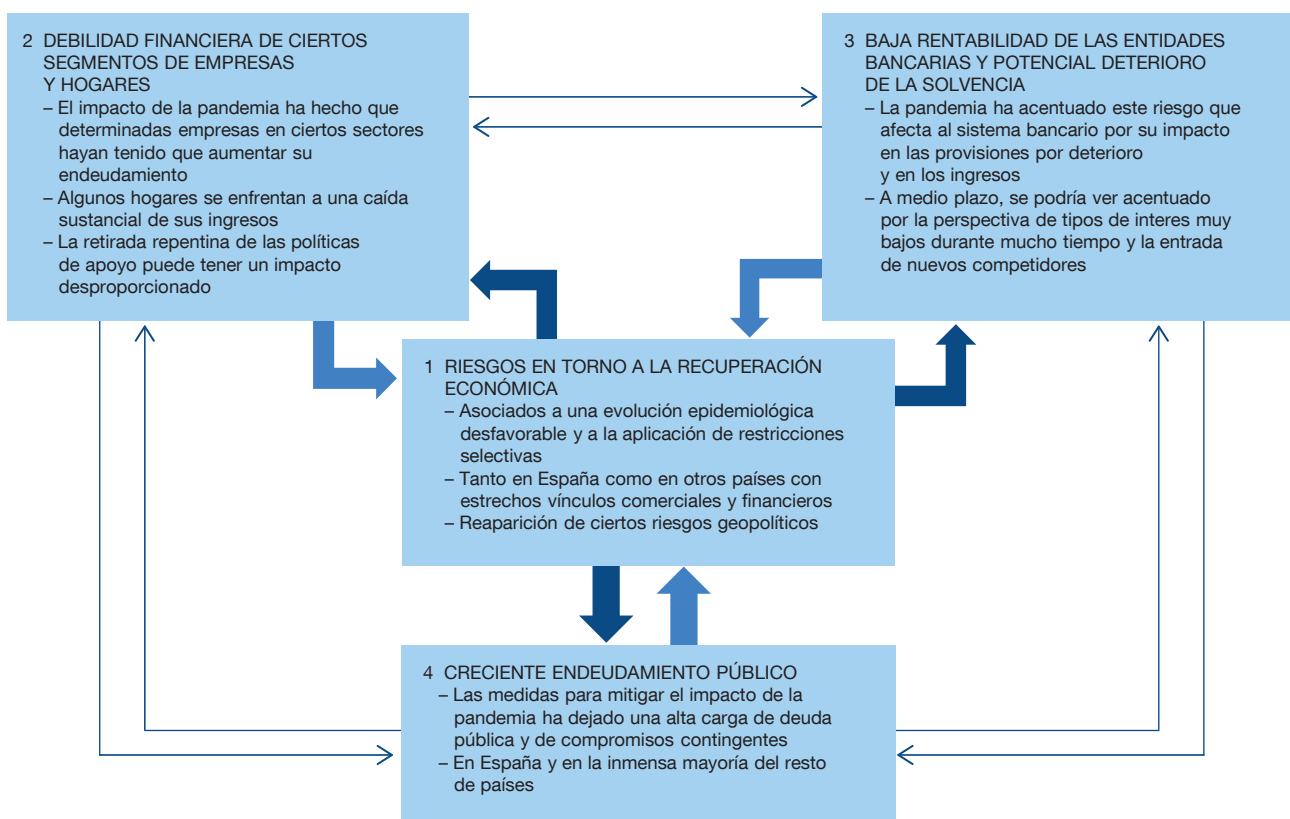 2 DEBILIDAD FINANCIERA DE CIERTOS
SEGMENTOS DE EMPRESAS
Y HOGARES
– El impacto de la pandemia ha hecho que
determinadas empresas en ciertos sectores
hayan tenido que aumentar su
endeudamiento
– Algunos hogares se enfrentan a una caída
sustancial de sus ingresos
– La retirada repentina de las políticas
de apoyo puede tener un impacto
desproporcionado
3 BAJA RENTABILIDAD DE LAS ENTIDADES
BANCARIAS Y POTENCIAL DETERIORO
DE LA SOLVENCIA
– La pandemia ha acentuado este riesgo que
afecta al sistema bancario por su impacto
en las provisiones por deterioro
y en los ingresos
– A medio plazo, se podría ver acentuado
por la perspectiva de tipos de interes muy
bajos durante mucho tiempo y la entrada
de nuevos competidores
1 RIESGOS EN TORNO A LA RECUPERACIÓN
ECONÓMICA
– Asociados a una evolución epidemiológica
desfavorable y a la aplicación de restricciones
selectivas
– Tanto en España como en otros países con
estrechos vínculos comerciales y financieros
– Reaparición de ciertos riesgos geopolíticos
4 CRECIENTE ENDEUDAMIENTO PÚBLICO
– Las medidas para mitigar el impacto de la
pandemia ha dejado una alta carga de deuda
pública y de compromisos contingentes
– En España y en la inmensa mayoría del resto
de países